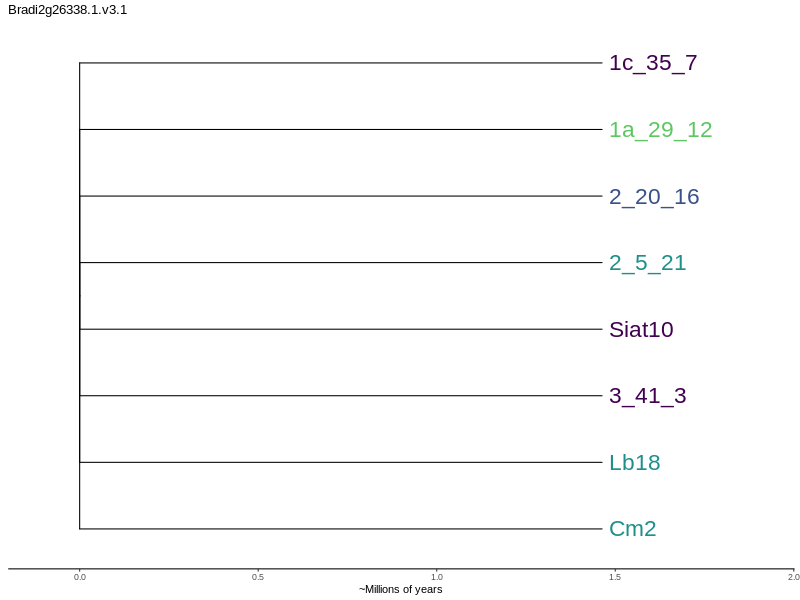 Bradi2g26338.1.v3.1
1c_35_7
1a_29_12
2_20_16
2_5_21
Siat10
3_41_3
Lb18
Cm2
0.0 0.5 1.0 1.5 2.0
~Millions of years